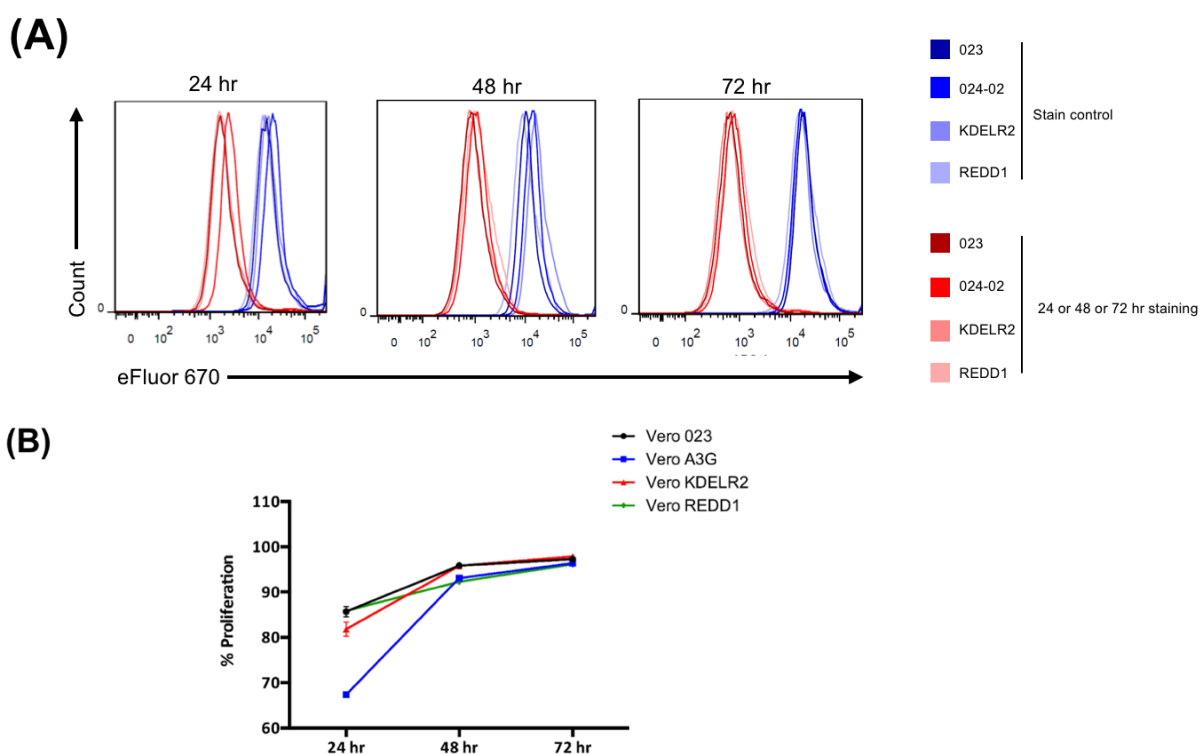 (A)
24 hr
48 hr
72 hr
Count
0
0
0
0 10² 10³ 10⁴ 10⁵
0 10² 10³ 10⁴ 10⁵
0 10² 10³ 10⁴ 10⁵
eFluor 670
023
024-02
KDELR2
REDD1
Stain control
023
024-02
KDELR2
REDD1
24 or 48 or 72 hr staining
(B)
Vero 023
Vero A3G
Vero KDELR2
Vero REDD1
% Proliferation
110
100
90
80
70
60
24 hr
48 hr
72 hr